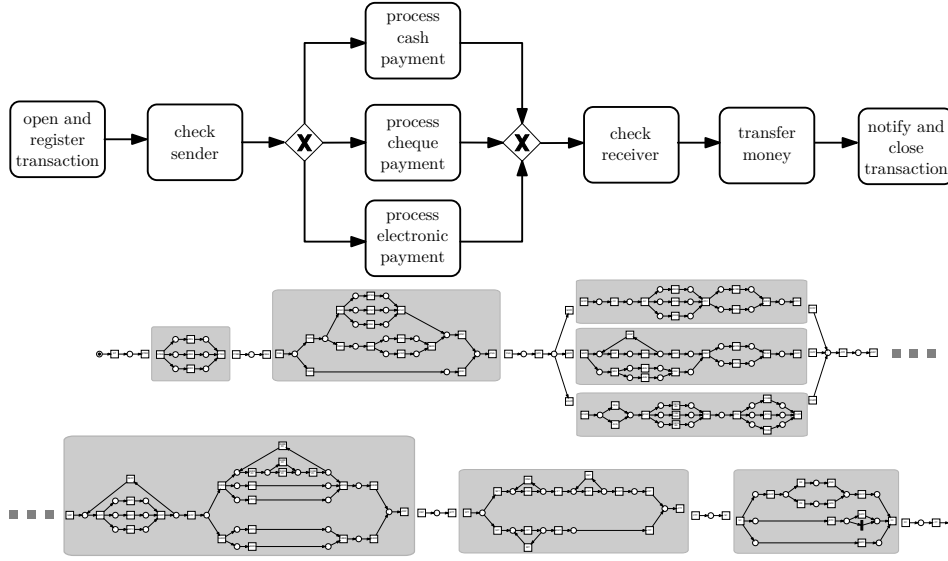 process
cash
payment
open and
register
transaction
check
sender
X
process
cheque
payment
X
check
receiver
transfer
money
notify and
close
transaction
process
electronic
payment